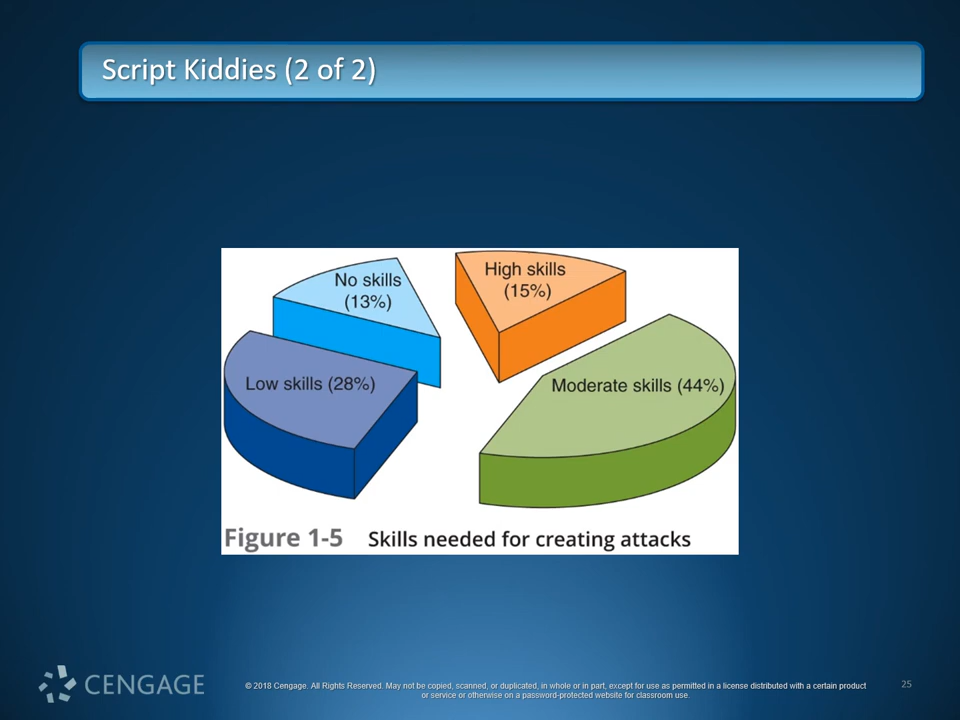 Script Kiddies (2 of 2)
No skills
(13%)
High skills
(15%)
Low skills (28%)
Moderate skills (44%)
Figure 1-5 Skills needed for creating attacks
CENGAGE
© 2018 Cengage. All Rights Reserved. May not be copied, scanned, or duplicated, in whole or in part, except for use as permitted in a license distributed with a certain product
or service or otherwise on a password-protected website for classroom use.
25